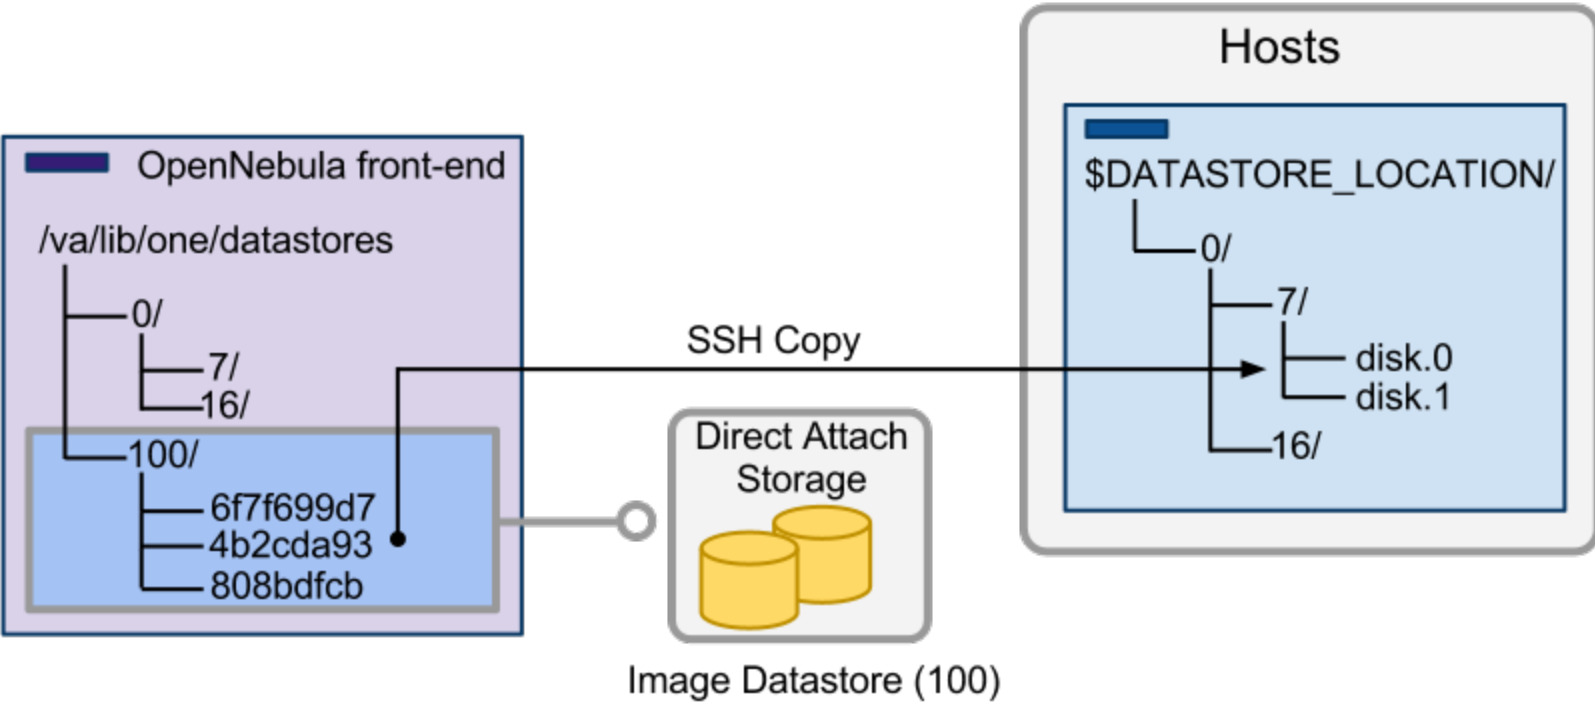 OpenNebula front-end
/va/lib/one/datastores
0/
7/
16/
100/
6f7f699d7
4b2cda93
808bdfcb
SSH Copy
Direct Attach
Storage
Image Datastore (100)
Hosts
$DATASTORE_LOCATION/
0/
7/
disk.0
disk.1
16/